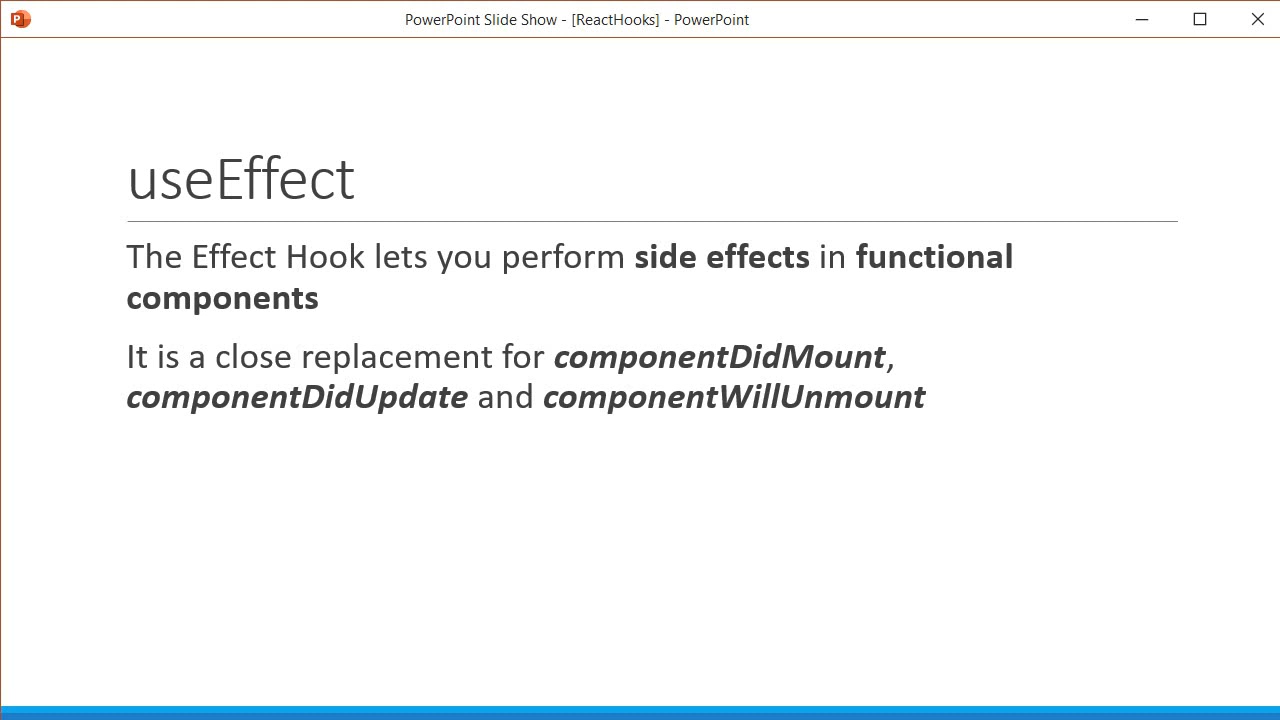 PowerPoint Slide Show - [ReactHooks] - PowerPoint
useEffect
The Effect Hook lets you perform side effects in functional
components
It is a close replacement for componentDidMount,
componentDidUpdate and componentWillUnmount